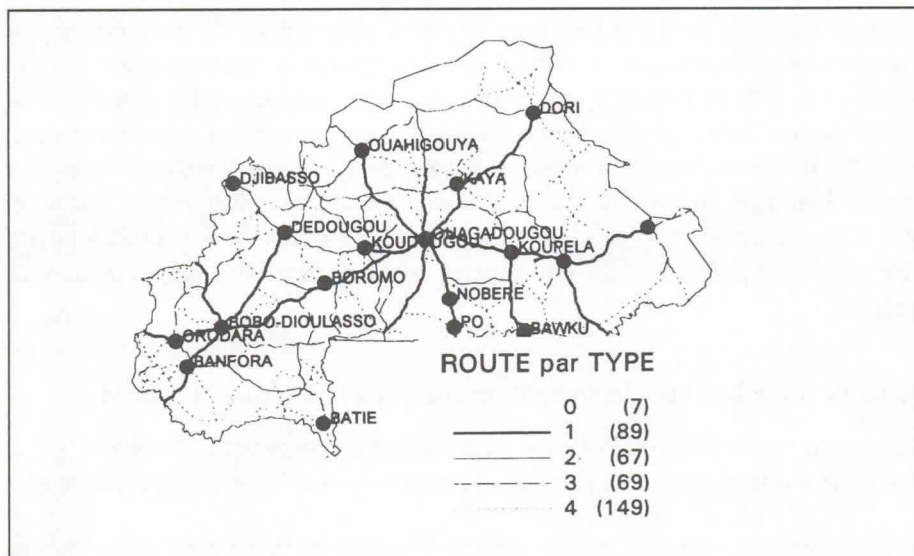 DORI
OUAHIGOUYA
DJIBASSO
KAYA
DEDOUGOU
OUAGADOUGOU
KOUDOUGOU
KOUPELA
BOROMO
NOBERE
BOBO-DIOULASSO
PO
BAWKU
ORODARA
BANFORA
BATIE
ROUTE par TYPE
0 (7)
1 (89)
2 (67)
3 (69)
4 (149)